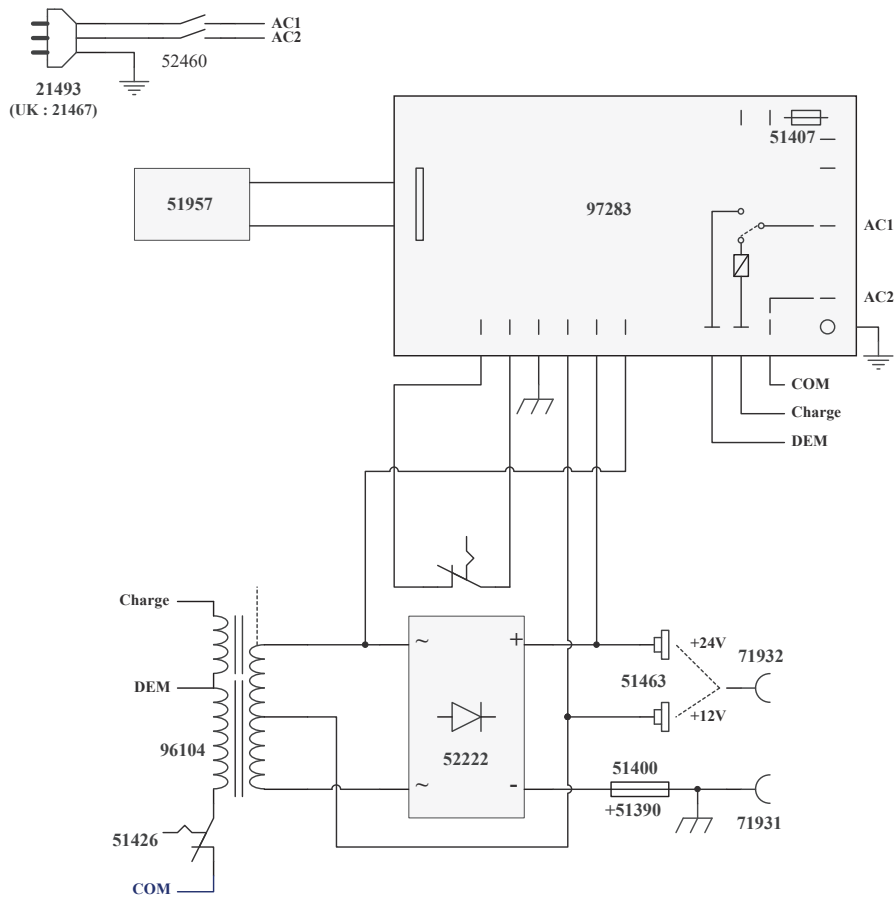 AC1
AC2
52460
21493
(UK : 21467)
51407
51957
97283
AC1
AC2
COM
Charge
DEM
Charge
DEM
96104
51426
COM
~
~
+
-
52222
+24V
51463
+12V
71932
51400
+51390
71931